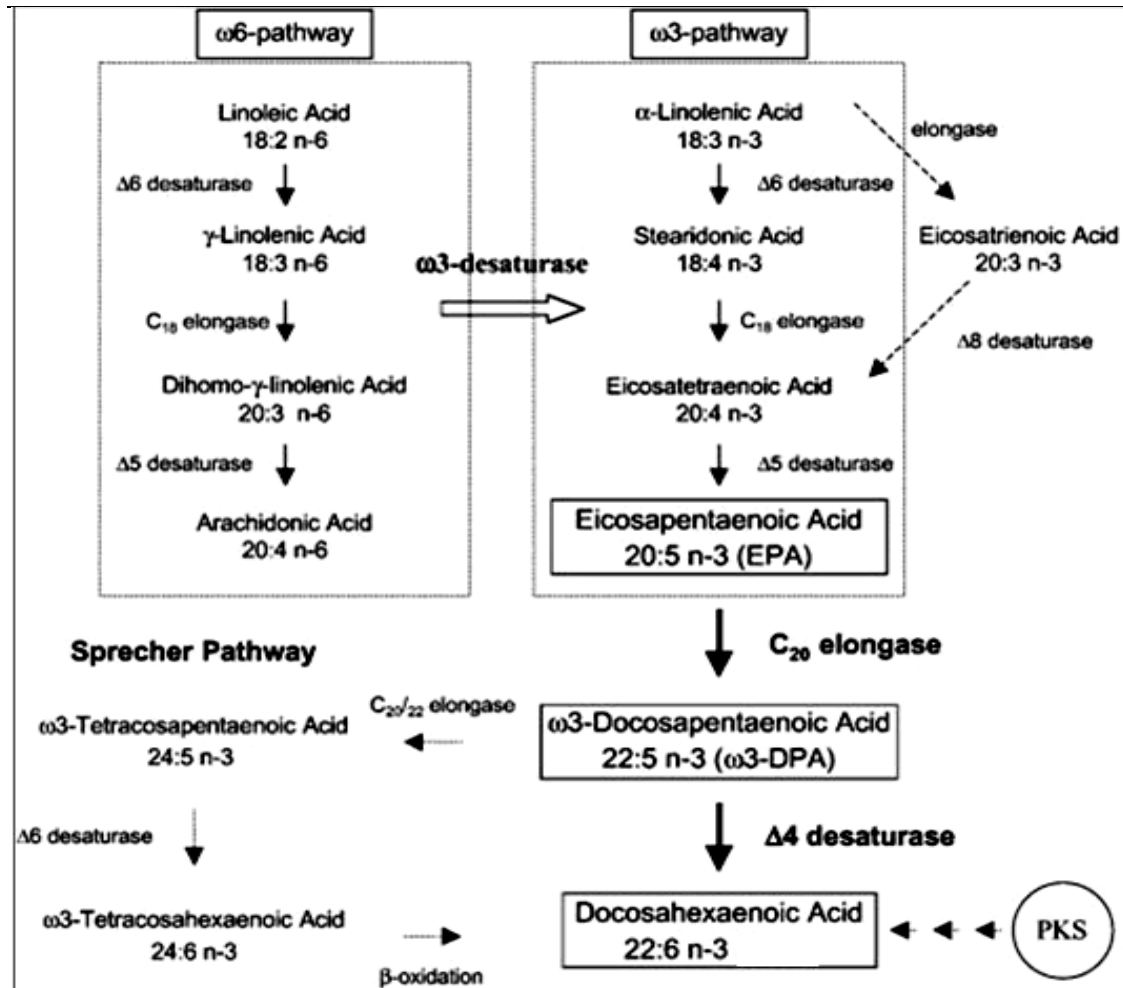 ω6-pathway
ω3-pathway
Linoleic Acid
18:2 n-6
Δ6 desaturase
γ-Linolenic Acid
18:3 n-6
C₁₈ elongase
Dihomo-γ-linolenic Acid
20:3 n-6
Δ5 desaturase
Arachidonic Acid
20:4 n-6
ω3-desaturase
α-Linolenic Acid
18:3 n-3
Δ6 desaturase
Stearidonic Acid
18:4 n-3
C₁₈ elongase
Eicosatetraenoic Acid
20:4 n-3
Δ5 desaturase
Eicosapentaenoic Acid
20:5 n-3 (EPA)
elongase
Eicosatrienoic Acid
20:3 n-3
Δ8 desaturase
C₂₀ elongase
Sprecher Pathway
C₂₀/₂₂ elongase
ω3-Tetracosapentaenoic Acid
24:5 n-3
ω3-Docosapentaenoic Acid
22:5 n-3 (ω3-DPA)
Δ6 desaturase
Δ4 desaturase
ω3-Tetracosahexaenoic Acid
24:6 n-3
β-oxidation
Docosahexaenoic Acid
22:6 n-3
PKS